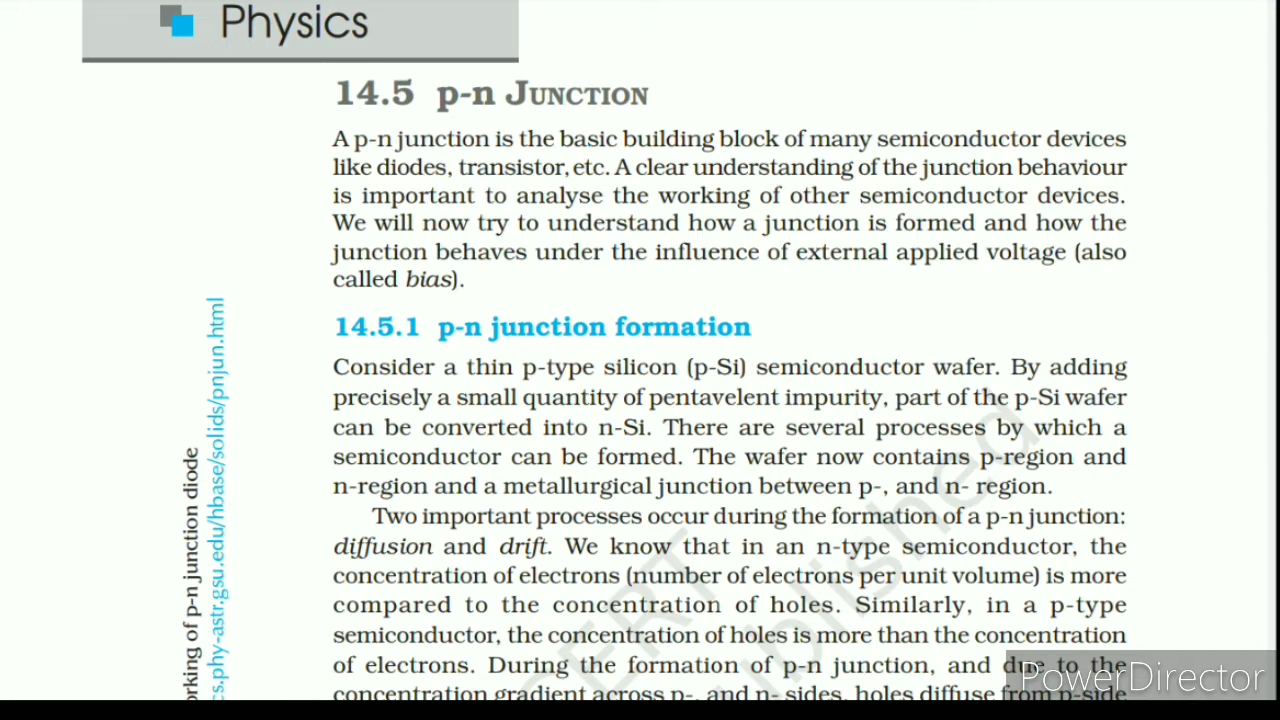 Physics
14.5 p-n JUNCTION
A p-n junction is the basic building block of many semiconductor devices
like diodes, transistor, etc. A clear understanding of the junction behaviour
is important to analyse the working of other semiconductor devices.
We will now try to understand how a junction is formed and how the
junction behaves under the influence of external applied voltage (also
called bias).
14.5.1 p-n junction formation
Consider a thin p-type silicon (p-Si) semiconductor wafer. By adding
precisely a small quantity of pentavelent impurity, part of the p-Si wafer
can be converted into n-Si. There are several processes by which a
semiconductor can be formed. The wafer now contains p-region and
n-region and a metallurgical junction between p-, and n- region.
Two important processes occur during the formation of a p-n junction:
diffusion and drift. We know that in an n-type semiconductor, the
concentration of electrons (number of electrons per unit volume) is more
compared to the concentration of holes. Similarly, in a p-type
semiconductor, the concentration of holes is more than the concentration
of electrons. During the formation of p-n junction, and due to the
concentration gradient across p-, and n- sides, holes diffuse from p-side
orking of p-n junction diode
cs.phy-astr.gsu.edu/hbase/solids/pnjun.html
PowerDirector